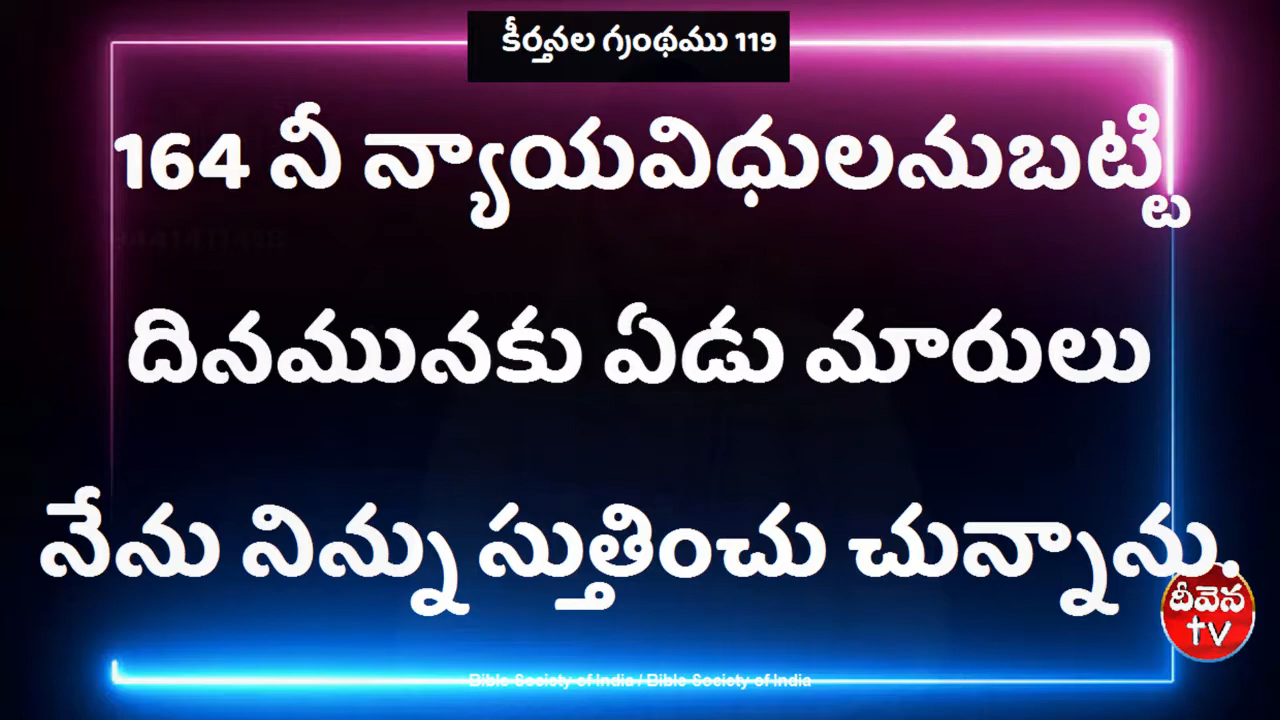 కీర్తనల గ్రంథము 119
164 నీ న్యాయవిధులనుబట్టి
దినమునకు ఏడు మారులు
నేను నిన్ను స్తుతించు చున్నాను.
దీవెన
tv
Bible Society of India / Bible Society of India